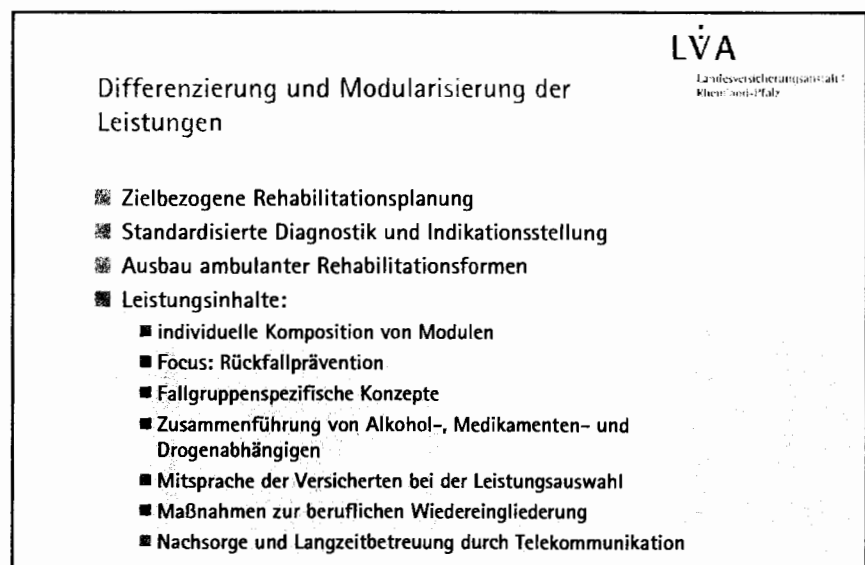 LVA
Landesversicherungsanstalt
Rheinland-Pfalz
Differenzierung und Modularisierung der
Leistungen
Zielbezogene Rehabilitationsplanung
Standardisierte Diagnostik und Indikationsstellung
Ausbau ambulanter Rehabilitationsformen
Leistungsinhalte:
individuelle Komposition von Modulen
Focus: Rückfallprävention
Fallgruppenspezifische Konzepte
Zusammenführung von Alkohol-, Medikamenten- und
Drogenabhängigen
Mitsprache der Versicherten bei der Leistungsauswahl
Maßnahmen zur beruflichen Wiedereingliederung
Nachsorge und Langzeitbetreuung durch Telekommunikation